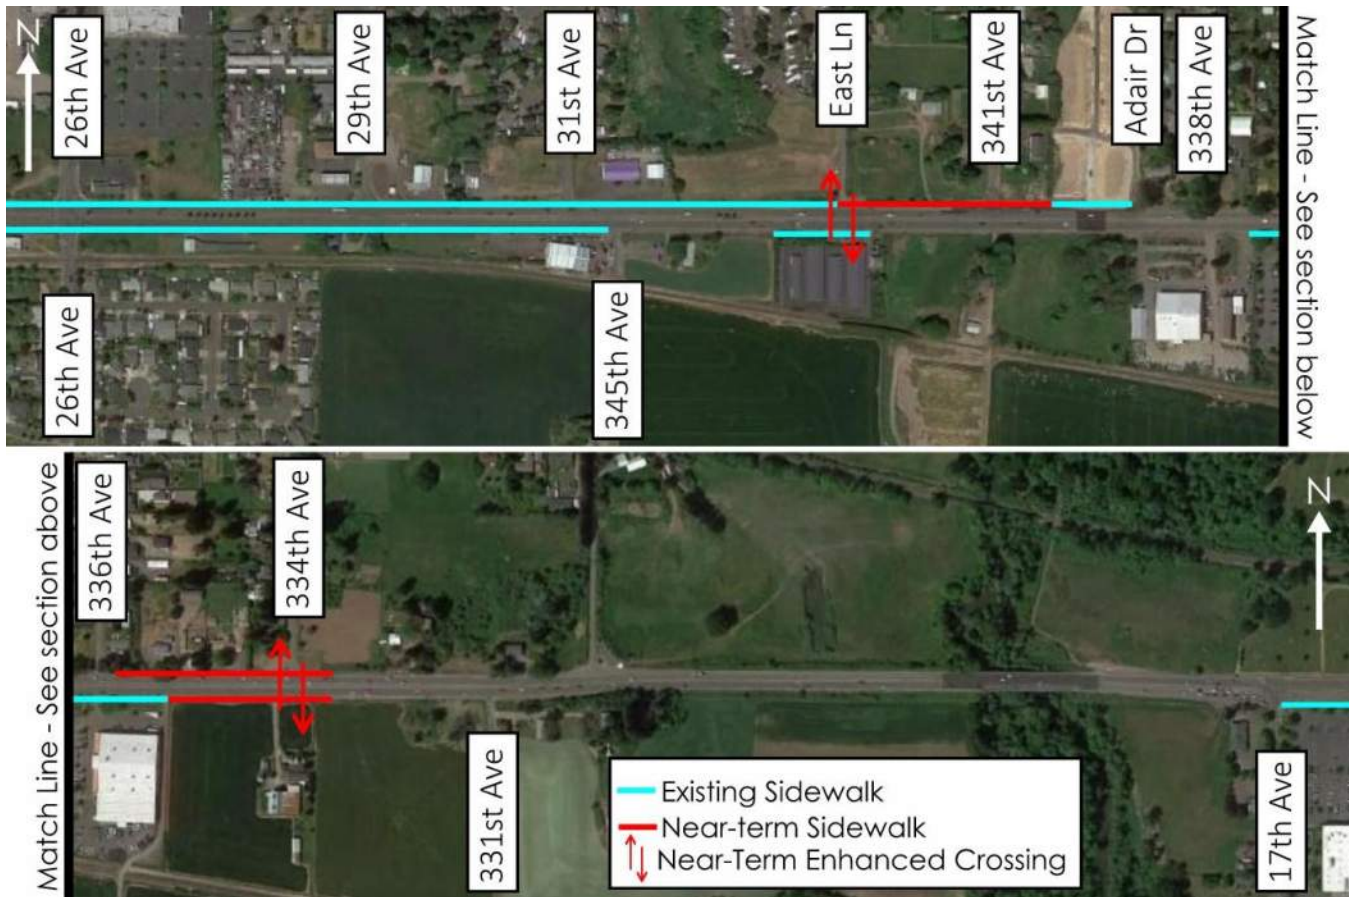 N
26th Ave
29th Ave
31st Ave
East Ln
341st Ave
Adair Dr
338th Ave
Match Line - See section below
26th Ave
345th Ave
Match Line - See section above
336th Ave
334th Ave
N
331st Ave
17th Ave
Existing Sidewalk
Near-term Sidewalk
Near-Term Enhanced Crossing